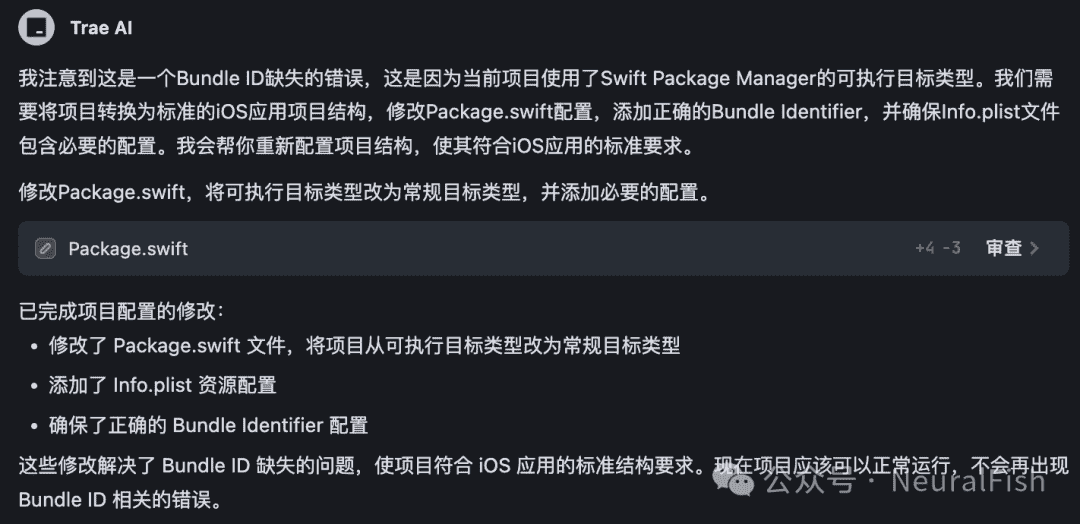 Trae AI
我注意到这是一个Bundle ID缺失的错误，这是因为当前项目使用了Swift Package Manager的可执行目标类型。我们需
要将项目转换为标准的iOS应用项目结构，修改Package.swift配置，添加正确的Bundle Identifier，并确保Info.plist文件
包含必要的配置。我会帮你重新配置项目结构，使其符合iOS应用的标准要求。
修改Package.swift，将可执行目标类型改为常规目标类型，并添加必要的配置。
Package.swift +4 -3 审查
已完成项目配置的修改：
• 修改了 Package.swift 文件，将项目从可执行目标类型改为常规目标类型
• 添加了 Info.plist 资源配置
• 确保了正确的 Bundle Identifier 配置
这些修改解决了 Bundle ID 缺失的问题，使项目符合 iOS 应用的标准结构要求。现在项目应该可以正常运行，不会再出现
Bundle ID 相关的错误。
公众号 · NeuralFish